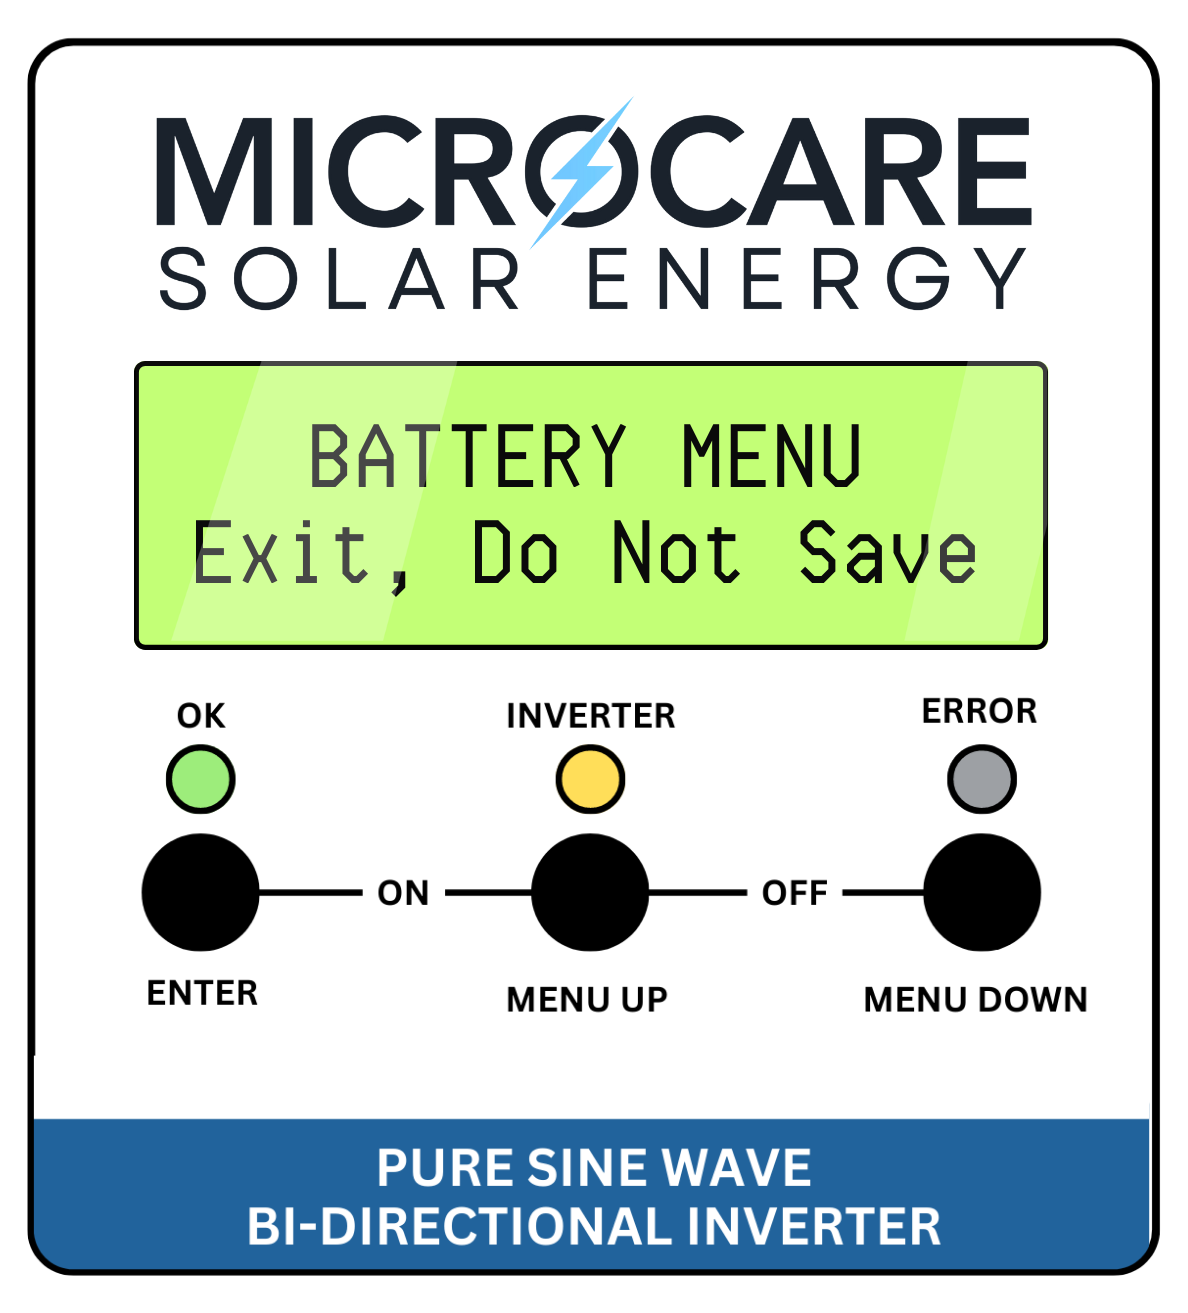 MICROCARE
SOLAR ENERGY
BATTERY MENU
Exit, Do Not Save
OK INVERTER ERROR
ON OFF
ENTER MENU UP MENU DOWN
PURE SINE WAVE
BI-DIRECTIONAL INVERTER